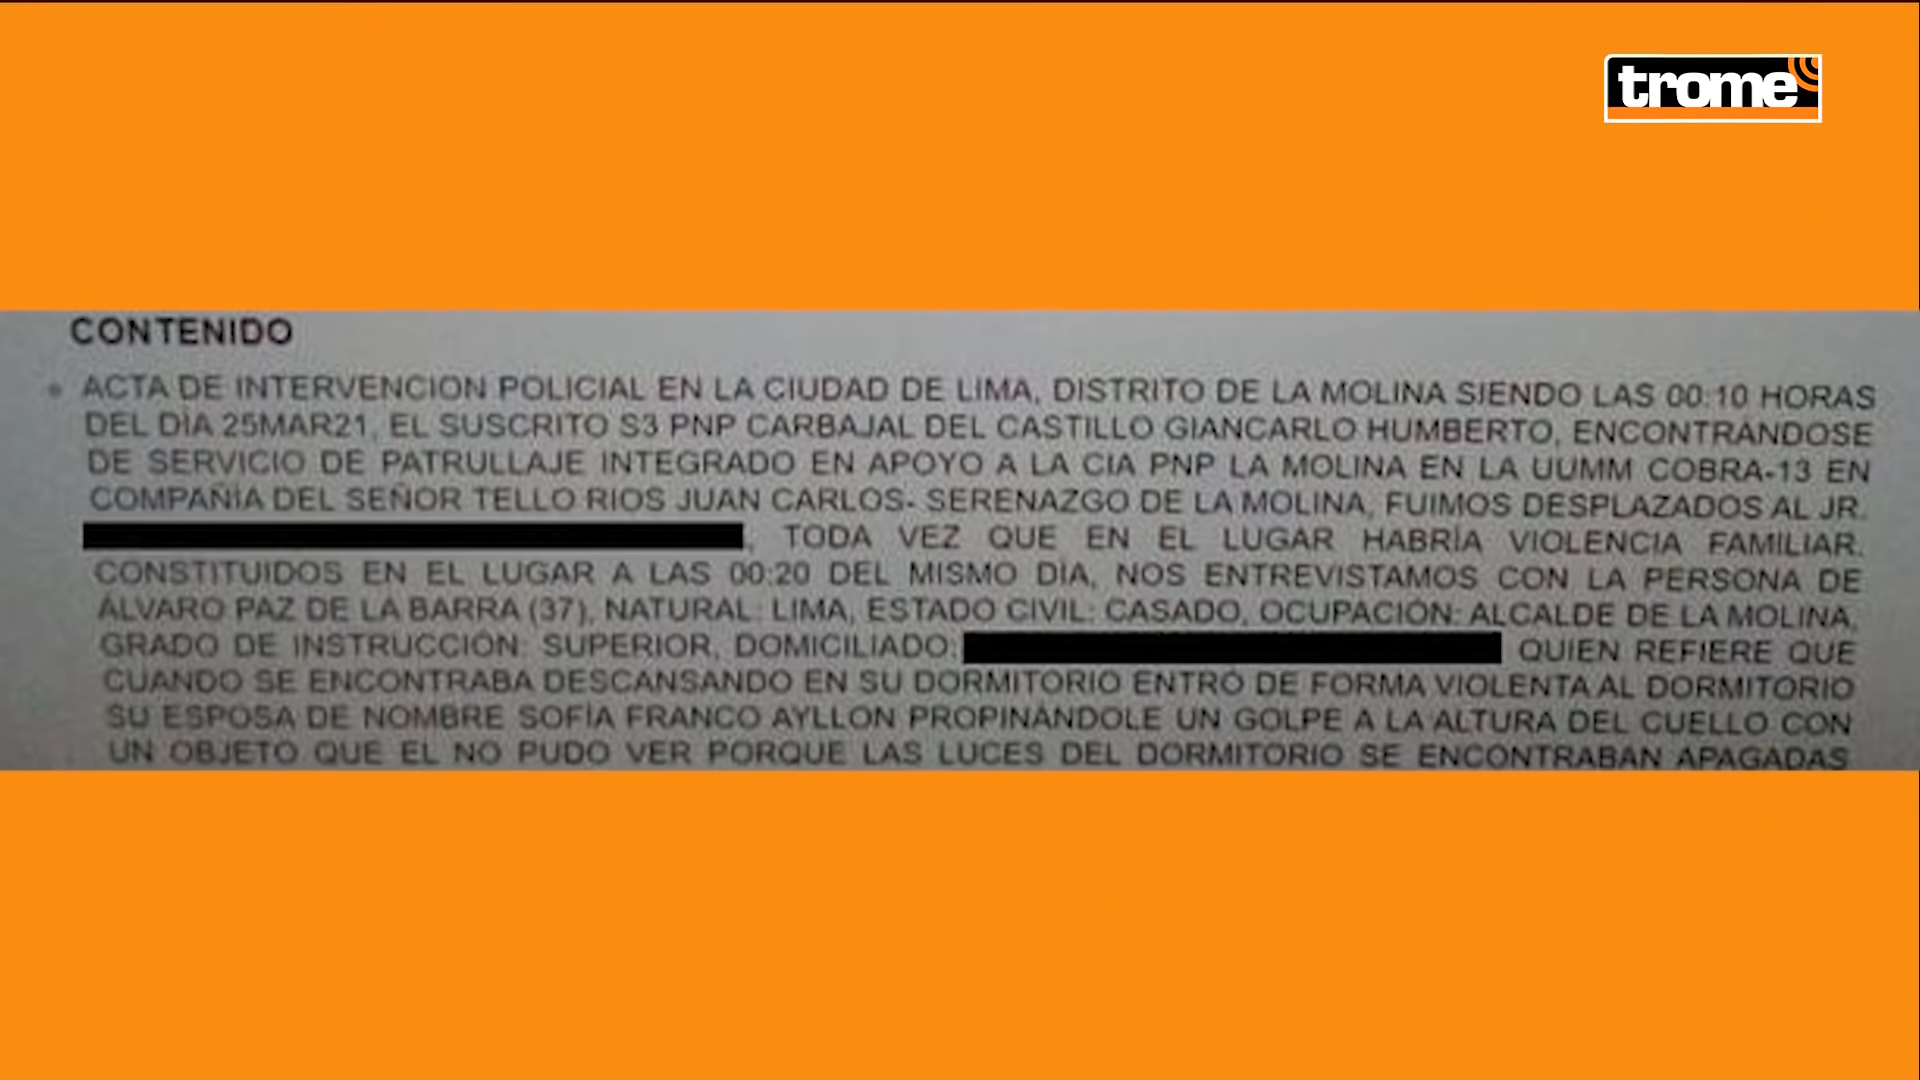 trome
CONTENIDO
ACTA DE INTERVENCION POLICIAL EN LA CIUDAD DE LIMA, DISTRITO DE LA MOLINA SIENDO LAS 00:10 HORAS
DEL DÍA 25MAR21, EL SUSCRITO S3 PNP CARBAJAL DEL CASTILLO GIANCARLO HUMBERTO, ENCONTRÁNDOSE
DE SERVICIO DE PATRULLAJE INTEGRADO EN APOYO A LA CIA PNP LA MOLINA EN LA UUMM COBRA-13 EN
COMPAÑÍA DEL SEÑOR TELLO RIOS JUAN CARLOS- SERENAZGO DE LA MOLINA, FUIMOS DESPLAZADOS AL JR.
, TODA VEZ QUE EN EL LUGAR HABRÍA VIOLENCIA FAMILIAR.
CONSTITUIDOS EN EL LUGAR A LAS 00:20 DEL MISMO DÍA, NOS ENTREVISTAMOS CON LA PERSONA DE
ÁLVARO PAZ DE LA BARRA (37), NATURAL: LIMA, ESTADO CIVIL: CASADO, OCUPACIÓN: ALCALDE DE LA MOLINA,
GRADO DE INSTRUCCIÓN: SUPERIOR, DOMICILIADO: QUIEN REFIERE QUE
CUANDO SE ENCONTRABA DESCANSANDO EN SU DORMITORIO ENTRÓ DE FORMA VIOLENTA AL DORMITORIO
SU ESPOSA DE NOMBRE SOFÍA FRANCO AYLLON PROPINÁNDOLE UN GOLPE A LA ALTURA DEL CUELLO CON
UN OBJETO QUE EL NO PUDO VER PORQUE LAS LUCES DEL DORMITORIO SE ENCONTRABAN APAGADAS